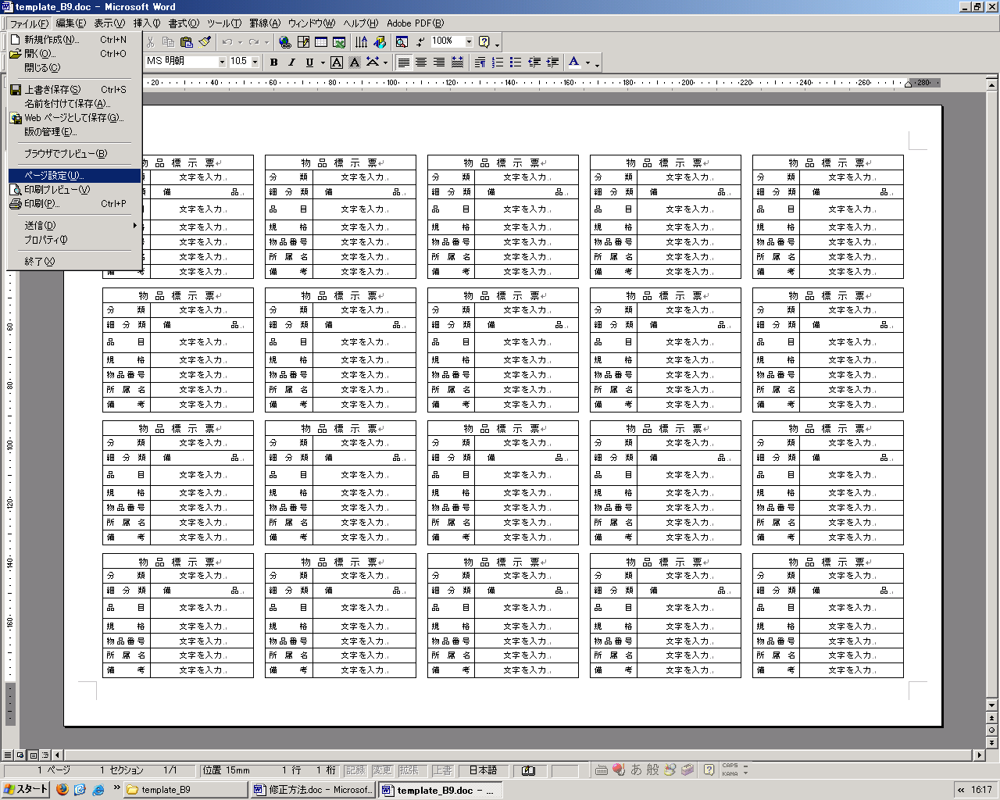 template_B9.doc - Microsoft Word
ファイル(F) 編集(E) 表示(V) 挿入(I) 書式(O) ツール(T) 罫線(A) ウィンドウ(W) ヘルプ(H) Adobe PDF(B)
新規作成(N)... Ctrl+N
開く(O)... Ctrl+O
閉じる(C)
上書き保存(S) Ctrl+S
名前を付けて保存(A)...
Web ページとして保存(G)...
版の管理(E)...
ブラウザでプレビュー(B)
ページ設定(U)...
印刷プレビュー(V)
印刷(P)... Ctrl+P
送信(D)
プロパティ(I)
終了(X)
100%
MS 明朝 10.5 B I U A A A
20 40 60 80 100 120 140 160 180 200 220 240 260 280
60 80 100 120 140 160
物品標示票 物品標示票 物品標示票 物品標示票 物品標示票
類 文字を入力 分類 文字を入力 分類 文字を入力 分類 文字を入力 分類 文字を入力
類 備品 細分類 備品 細分類 備品 細分類 備品 細分類 備品
文字を入力 品目 文字を入力 品目 文字を入力 品目 文字を入力 品目 文字を入力
文字を入力 規格 文字を入力 規格 文字を入力 規格 文字を入力 規格 文字を入力
文字を入力 物品番号 文字を入力 物品番号 文字を入力 物品番号 文字を入力 物品番号 文字を入力
文字を入力 所属名 文字を入力 所属名 文字を入力 所属名 文字を入力 所属名 文字を入力
備考 文字を入力 備考 文字を入力 備考 文字を入力 備考 文字を入力 備考 文字を入力
物品標示票 物品標示票 物品標示票 物品標示票 物品標示票
分類 文字を入力 分類 文字を入力 分類 文字を入力 分類 文字を入力 分類 文字を入力
細分類 備品 細分類 備品 細分類 備品 細分類 備品 細分類 備品
品目 文字を入力 品目 文字を入力 品目 文字を入力 品目 文字を入力 品目 文字を入力
規格 文字を入力 規格 文字を入力 規格 文字を入力 規格 文字を入力 規格 文字を入力
物品番号 文字を入力 物品番号 文字を入力 物品番号 文字を入力 物品番号 文字を入力 物品番号 文字を入力
所属名 文字を入力 所属名 文字を入力 所属名 文字を入力 所属名 文字を入力 所属名 文字を入力
備考 文字を入力 備考 文字を入力 備考 文字を入力 備考 文字を入力 備考 文字を入力
物品標示票 物品標示票 物品標示票 物品標示票 物品標示票
分類 文字を入力 分類 文字を入力 分類 文字を入力 分類 文字を入力 分類 文字を入力
細分類 備品 細分類 備品 細分類 備品 細分類 備品 細分類 備品
品目 文字を入力 品目 文字を入力 品目 文字を入力 品目 文字を入力 品目 文字を入力
規格 文字を入力 規格 文字を入力 規格 文字を入力 規格 文字を入力 規格 文字を入力
物品番号 文字を入力 物品番号 文字を入力 物品番号 文字を入力 物品番号 文字を入力 物品番号 文字を入力
所属名 文字を入力 所属名 文字を入力 所属名 文字を入力 所属名 文字を入力 所属名 文字を入力
備考 文字を入力 備考 文字を入力 備考 文字を入力 備考 文字を入力 備考 文字を入力
物品標示票 物品標示票 物品標示票 物品標示票 物品標示票
分類 文字を入力 分類 文字を入力 分類 文字を入力 分類 文字を入力 分類 文字を入力
細分類 備品 細分類 備品 細分類 備品 細分類 備品 細分類 備品
品目 文字を入力 品目 文字を入力 品目 文字を入力 品目 文字を入力 品目 文字を入力
規格 文字を入力 規格 文字を入力 規格 文字を入力 規格 文字を入力 規格 文字を入力
物品番号 文字を入力 物品番号 文字を入力 物品番号 文字を入力 物品番号 文字を入力 物品番号 文字を入力
所属名 文字を入力 所属名 文字を入力 所属名 文字を入力 所属名 文字を入力 所属名 文字を入力
備考 文字を入力 備考 文字を入力 備考 文字を入力 備考 文字を入力 備考 文字を入力
1 ページ 1 セクション 1/1 位置 15mm 1 行 1 桁 記録 変更 拡張 上書 日本語 あ 般 CAPS KANA
スタート » template_B9 修正方法.doc - Microsof... template_B9.doc - ... « 16:17